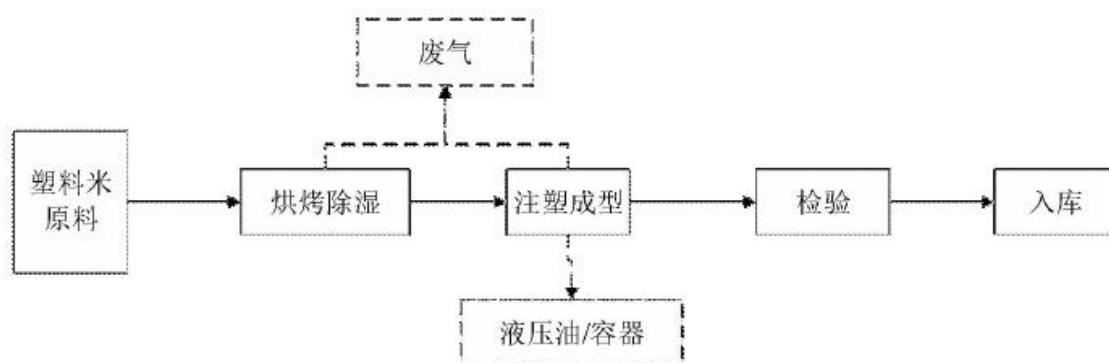 废气
塑料米
原料
烘烤除湿
注塑成型
检验
入库
液压油/容器